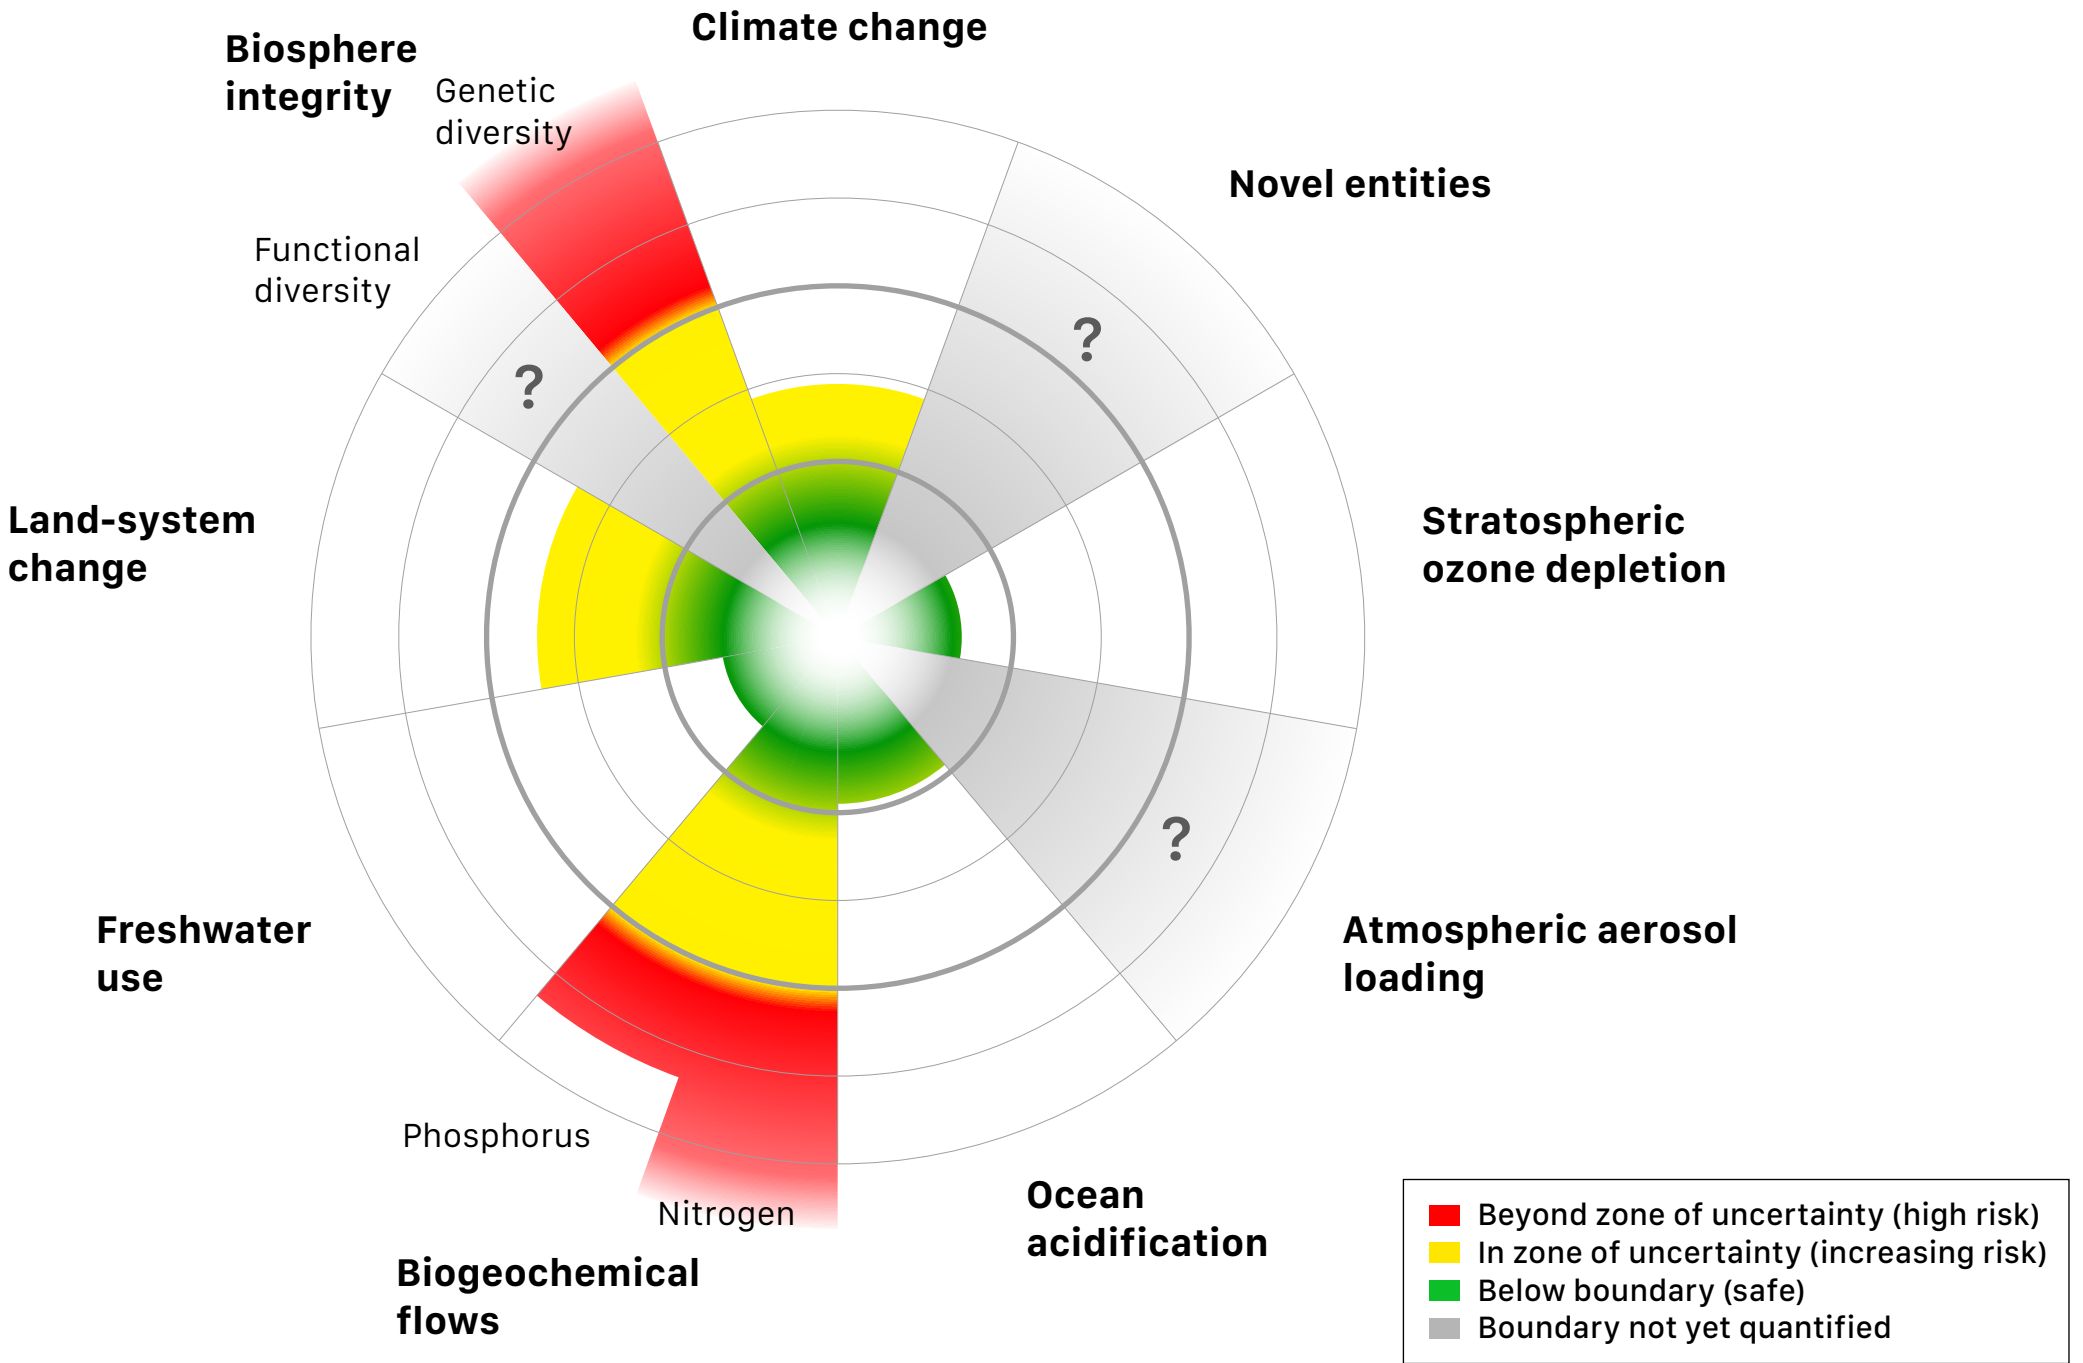 Climate change
Biosphere
integrity
Genetic
diversity
Novel entities
Functional
diversity
?
?
Land-system
change
Stratospheric
ozone depletion
?
Freshwater
use
Atmospheric aerosol
loading
Phosphorus
Nitrogen
Ocean
acidification
Biogeochemical
flows
Beyond zone of uncertainty (high risk)
In zone of uncertainty (increasing risk)
Below boundary (safe)
Boundary not yet quantified